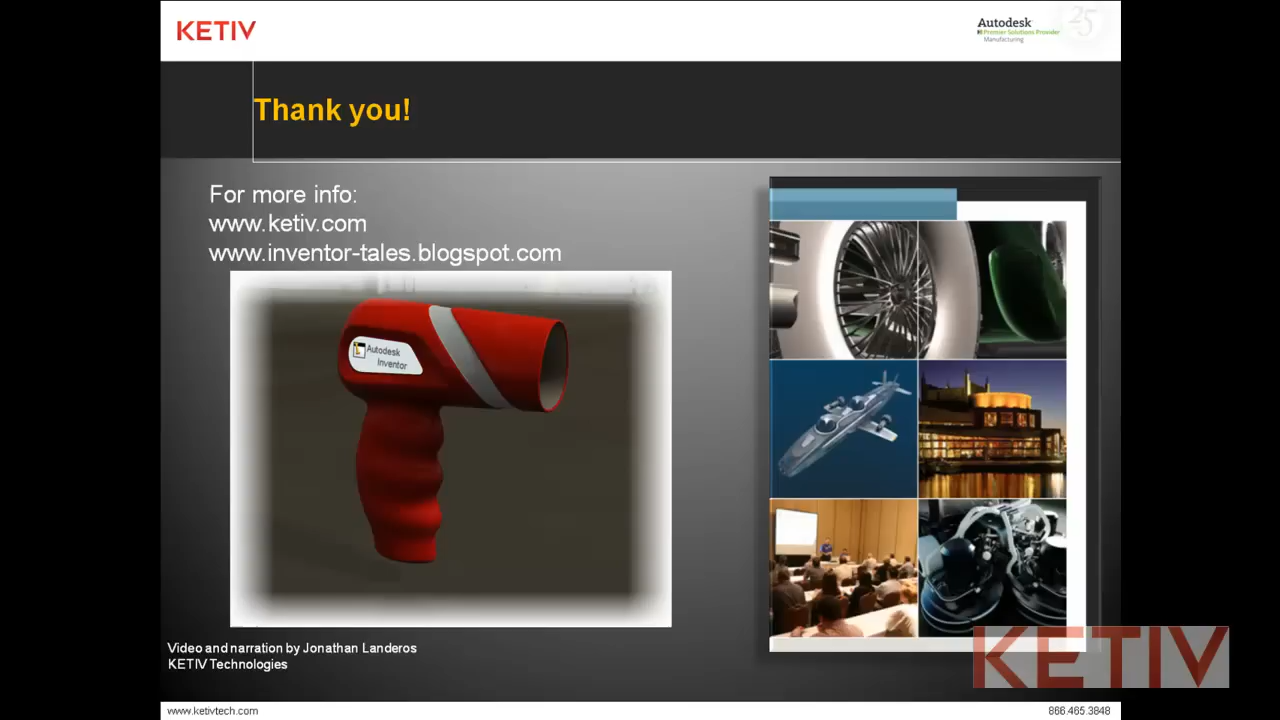 KETIV
Autodesk
Premier Solutions Provider
Manufacturing
25
Thank you!
For more info:
www.ketiv.com
www.inventor-tales.blogspot.com
Autodesk
Inventor
Video and narration by Jonathan Landeros
KETIV Technologies
KETIV
www.ketivtech.com
866.465.3848